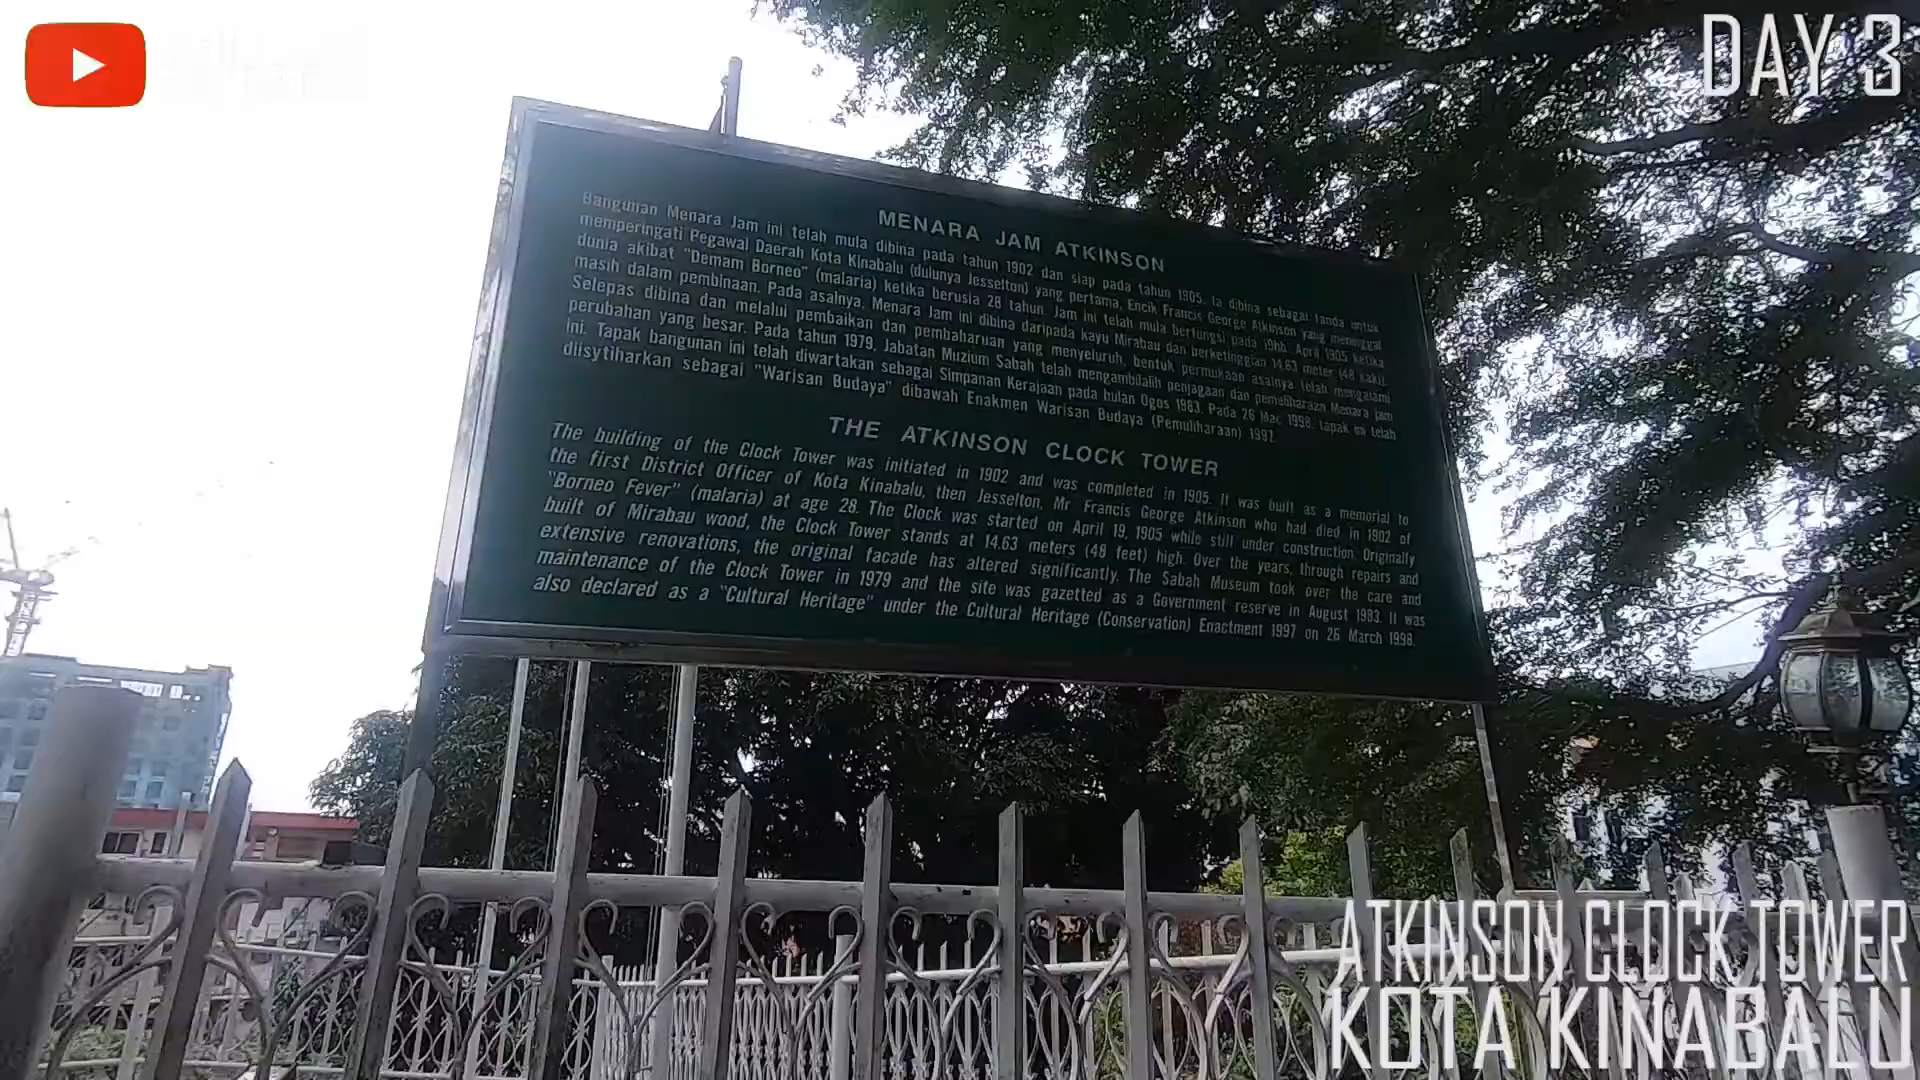 DAY 3
MENARA JAM ATKINSON
Bangunan Menara Jam ini telah mula dibina pada tahun 1902 dan siap pada tahun 1905. Ia dibina sebagai tanda untuk
memperingati Pegawai Daerah Kota Kinabalu (dulunya Jesselton) yang pertama, Encik Francis George Atkinson yang meninggal
dunia akibat "Demam Borneo" (malaria) ketika berusia 28 tahun. Jam ini telah mula berfungsi pada 19hb. April 1905 ketika
masih dalam pembinaan. Pada asalnya, Menara Jam ini dibina daripada kayu Mirabau dan berketinggian 14.63 meter (48 kaki).
Selepas dibina dan melalui pembaikan dan pembaharuan yang menyeluruh, bentuk permukaan asalnya telah mengalami
perubahan yang besar. Pada tahun 1979, Jabatan Muzium Sabah telah mengambilalih penjagaan dan pemeliharaan Menara Jam
ini. Tapak bangunan ini telah diwartakan sebagai Simpanan Kerajaan pada bulan Ogos 1983. Pada 26 Mac 1998, tapak ini telah
diisytiharkan sebagai "Warisan Budaya" dibawah Enakmen Warisan Budaya (Pemuliharaan) 1997.
THE ATKINSON CLOCK TOWER
The building of the Clock Tower was initiated in 1902 and was completed in 1905. It was built as a memorial to
the first District Officer of Kota Kinabalu, then Jesselton, Mr Francis George Atkinson who had died in 1902 of
"Borneo Fever" (malaria) at age 28. The Clock was started on April 19, 1905 while still under construction. Originally
built of Mirabau wood, the Clock Tower stands at 14.63 meters (48 feet) high. Over the years, through repairs and
extensive renovations, the original facade has altered significantly. The Sabah Museum took over the care and
maintenance of the Clock Tower in 1979 and the site was gazetted as a Government reserve in August 1983. It was
also declared as a "Cultural Heritage" under the Cultural Heritage (Conservation) Enactment 1997 on 26 March 1998.
ATKINSON CLOCK TOWER
KOTA KINABALU